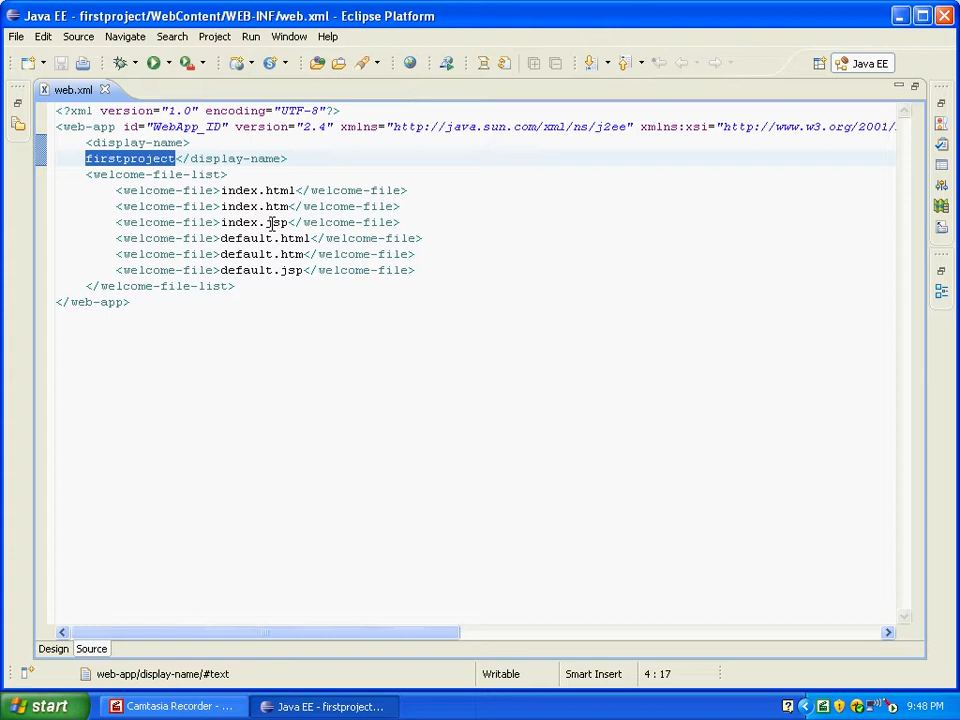 Java EE - firstproject/WebContent/WEB-INF/web.xml - Eclipse Platform
File Edit Source Navigate Search Project Run Window Help
Java EE
web.xml
<?xml version="1.0" encoding="UTF-8"?>
<web-app id="WebApp_ID" version="2.4" xmlns="http://java.sun.com/xml/ns/j2ee" xmlns:xsi="http://www.w3.org/2001/
<display-name>
firstproject</display-name>
<welcome-file-list>
<welcome-file>index.html</welcome-file>
<welcome-file>index.htm</welcome-file>
<welcome-file>index.jsp</welcome-file>
<welcome-file>default.html</welcome-file>
<welcome-file>default.htm</welcome-file>
<welcome-file>default.jsp</welcome-file>
</welcome-file-list>
</web-app>
Design Source
web-app/display-name/#text Writable Smart Insert 4 : 17
start Camtasia Recorder - ... Java EE - firstproject... 9:48 PM